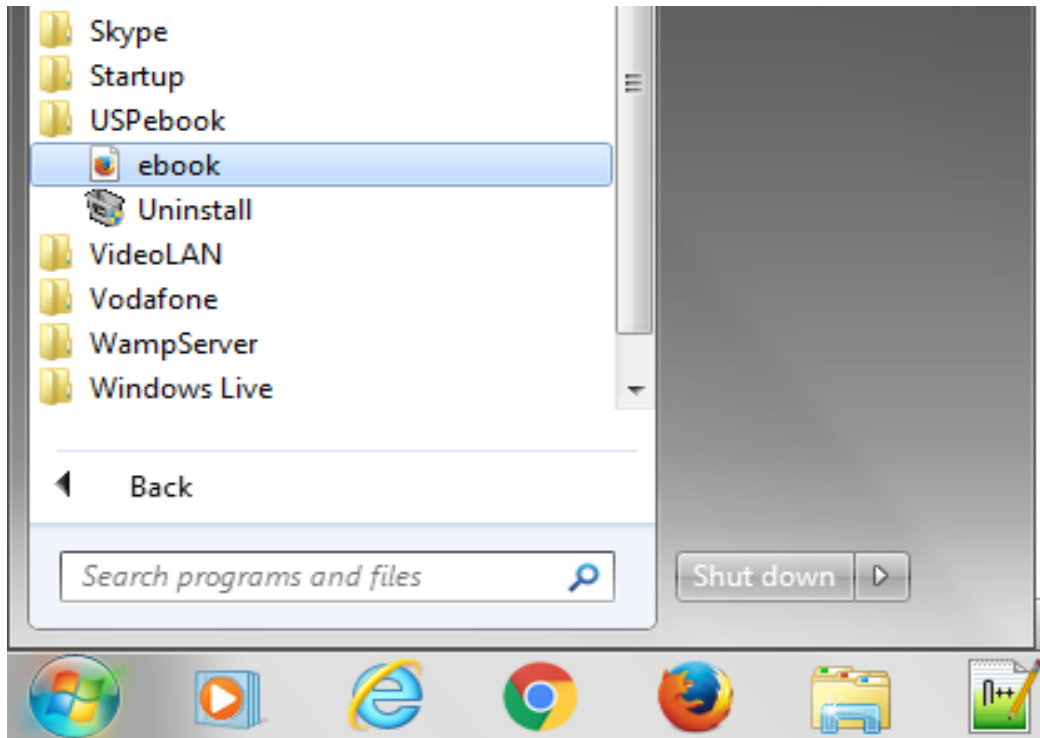 Skype
Startup
USPebook
ebook
Uninstall
VideoLAN
Vodafone
WampServer
Windows Live
Back
Search programs and files
Shut down
n++